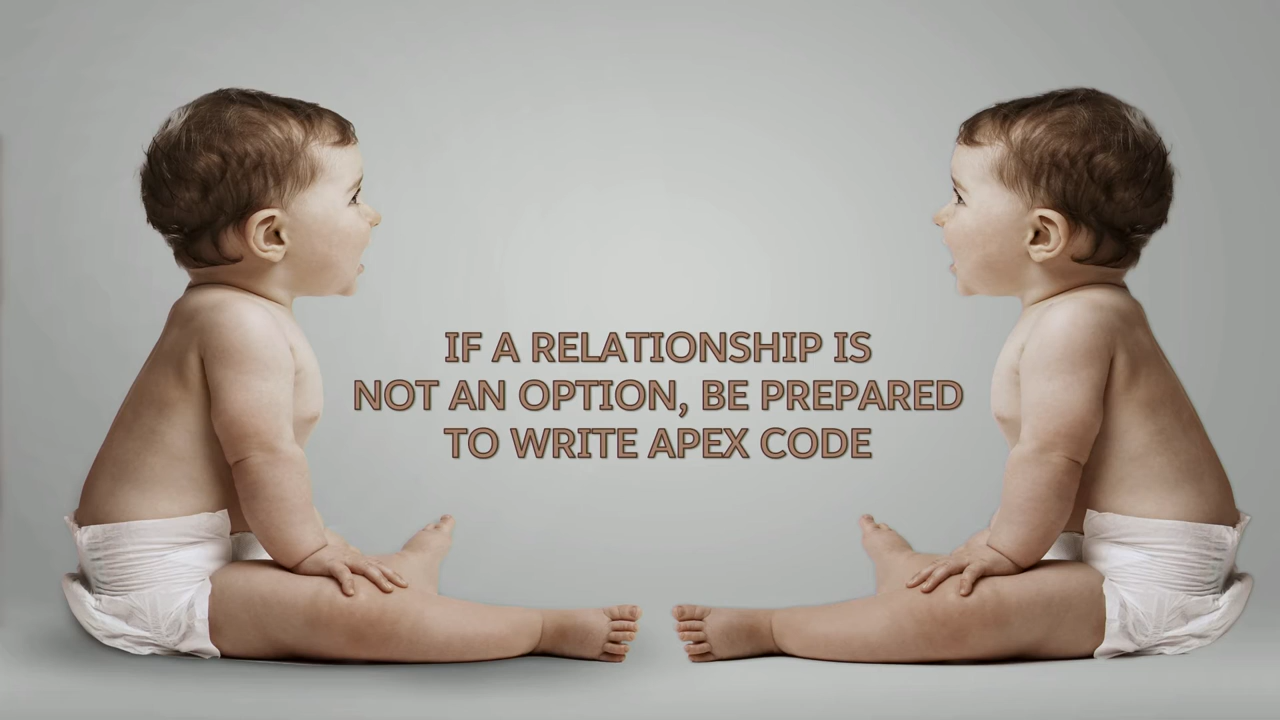 IF A RELATIONSHIP IS
NOT AN OPTION, BE PREPARED
TO WRITE APEX CODE